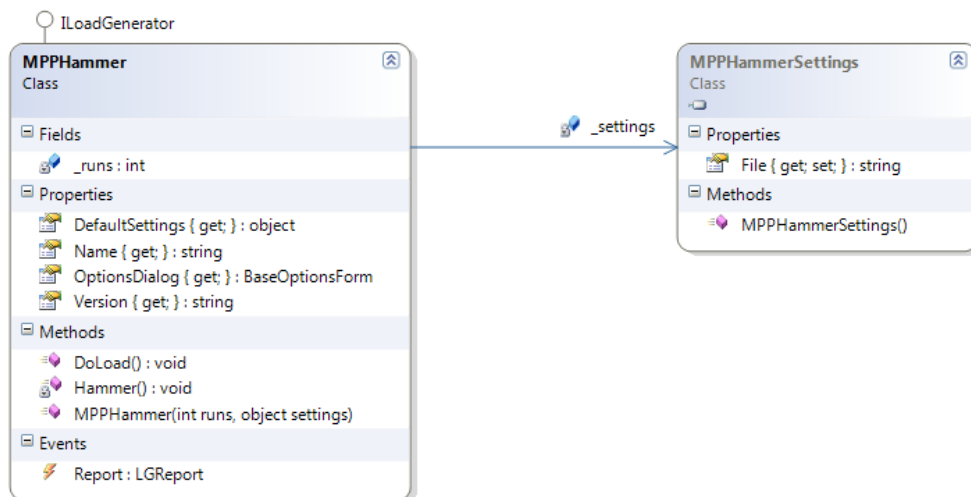 ILoadGenerator
MPPHammer
Class
Fields
_runs : int
Properties
DefaultSettings { get; } : object
Name { get; } : string
OptionsDialog { get; } : BaseOptionsForm
Version { get; } : string
Methods
DoLoad() : void
Hammer() : void
MPPHammer(int runs, object settings)
Events
Report : LGReport
_settings
MPPHammerSettings
Class
Properties
File { get; set; } : string
Methods
MPPHammerSettings()